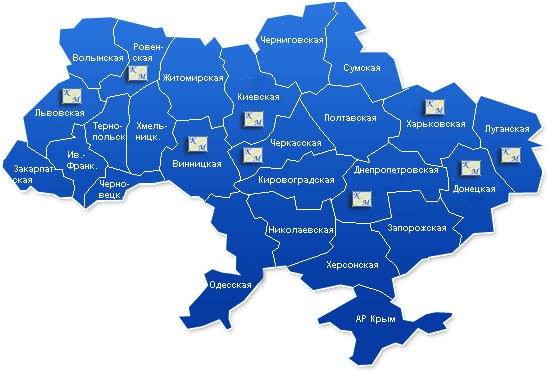 Черниговская
Волынская
Ровен-
ская
Сумская
Житомирская
Киевская
Львовская
Терно-
польск.
Хмель-
ницк.
Полтавская
Харьковская
Луганская
Черкасская
Винницкая
Ив.-
Франк.
Закарпат-
ская
Черно-
вецк.
Кировоградская
Днепропетровская
Донецкая
Николаевская
Запорожская
Херсонская
Одесская
АР Крым
К
М
К
М
К
М
К
М
К
М
К
М
К
М
К
М
К
М